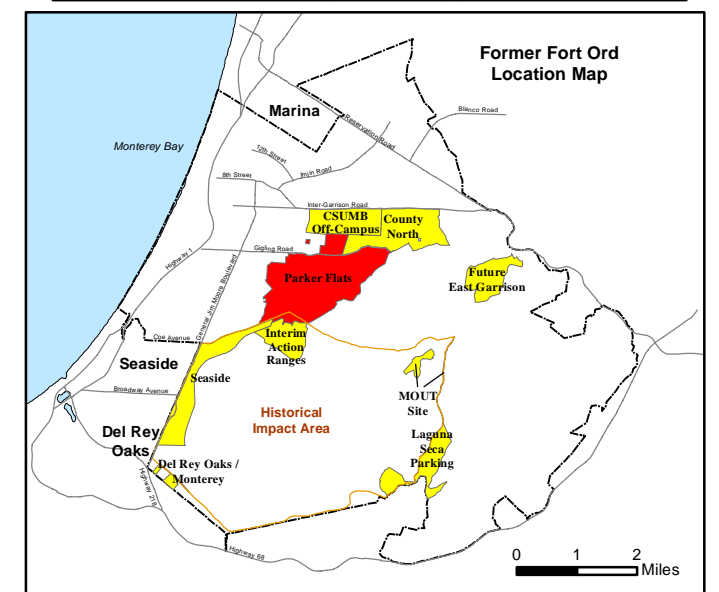 Former Fort Ord
Location Map
Marina
Blanco Road
Reservation Road
Monterey Bay
12th Street
Imjin Road
8th Street
Inter-Garrison Road
CSUMB
Off-Campus
County
North
Gigling Road
Highway 1
General Jim Moore Boulevard
Parker Flats
Future
East Garrison
Coe Avenue
Interim
Action
Ranges
Seaside
Seaside
Broadway Avenue
MOUT
Site
Historical
Impact Area
Del Rey
Oaks
Laguna
Seca
Parking
Del Rey Oaks /
Monterey
Highway 218
Highway 68
0 1 2
Miles